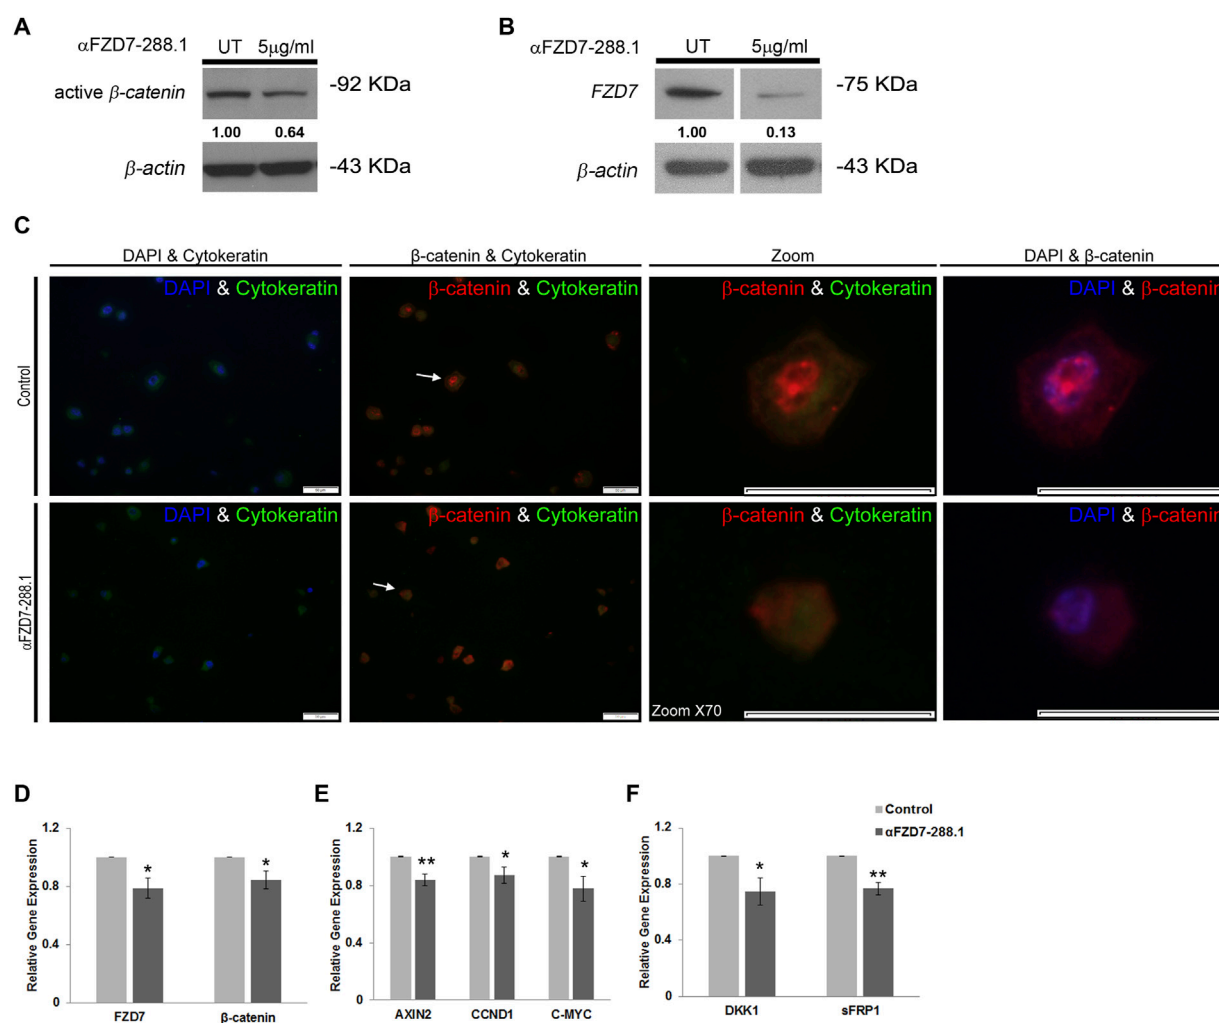 A
αFZD7-288.1
UT 5μg/ml
active β-catenin
-92 KDa
1.00 0.64
β-actin
-43 KDa
B
αFZD7-288.1
UT 5μg/ml
FZD7
-75 KDa
1.00 0.13
β-actin
-43 KDa
C
DAPI & Cytokeratin
β-catenin & Cytokeratin
Zoom
DAPI & β-catenin
Control
DAPI & Cytokeratin
β-catenin & Cytokeratin
β-catenin & Cytokeratin
DAPI & β-catenin
αFZD7-288.1
DAPI & Cytokeratin
β-catenin & Cytokeratin
β-catenin & Cytokeratin
DAPI & β-catenin
Zoom X70
D
Relative Gene Expression
1.2
0.8
0.4
0
* *
FZD7 β-catenin
E
Relative Gene Expression
1.2
0.8
0.4
0
** * *
AXIN2 CCND1 C-MYC
F
Relative Gene Expression
1.2
0.8
0.4
0
* **
DKK1 sFRP1
Control
αFZD7-288.1